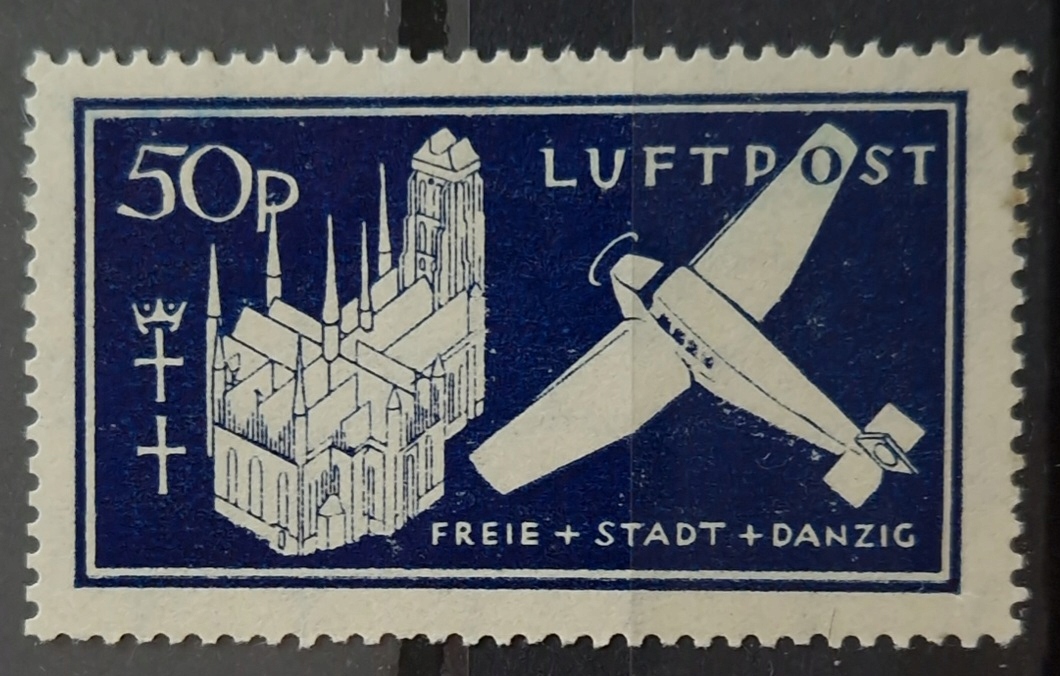 50p
LUFTPOST
FREIE + STADT + DANZIG